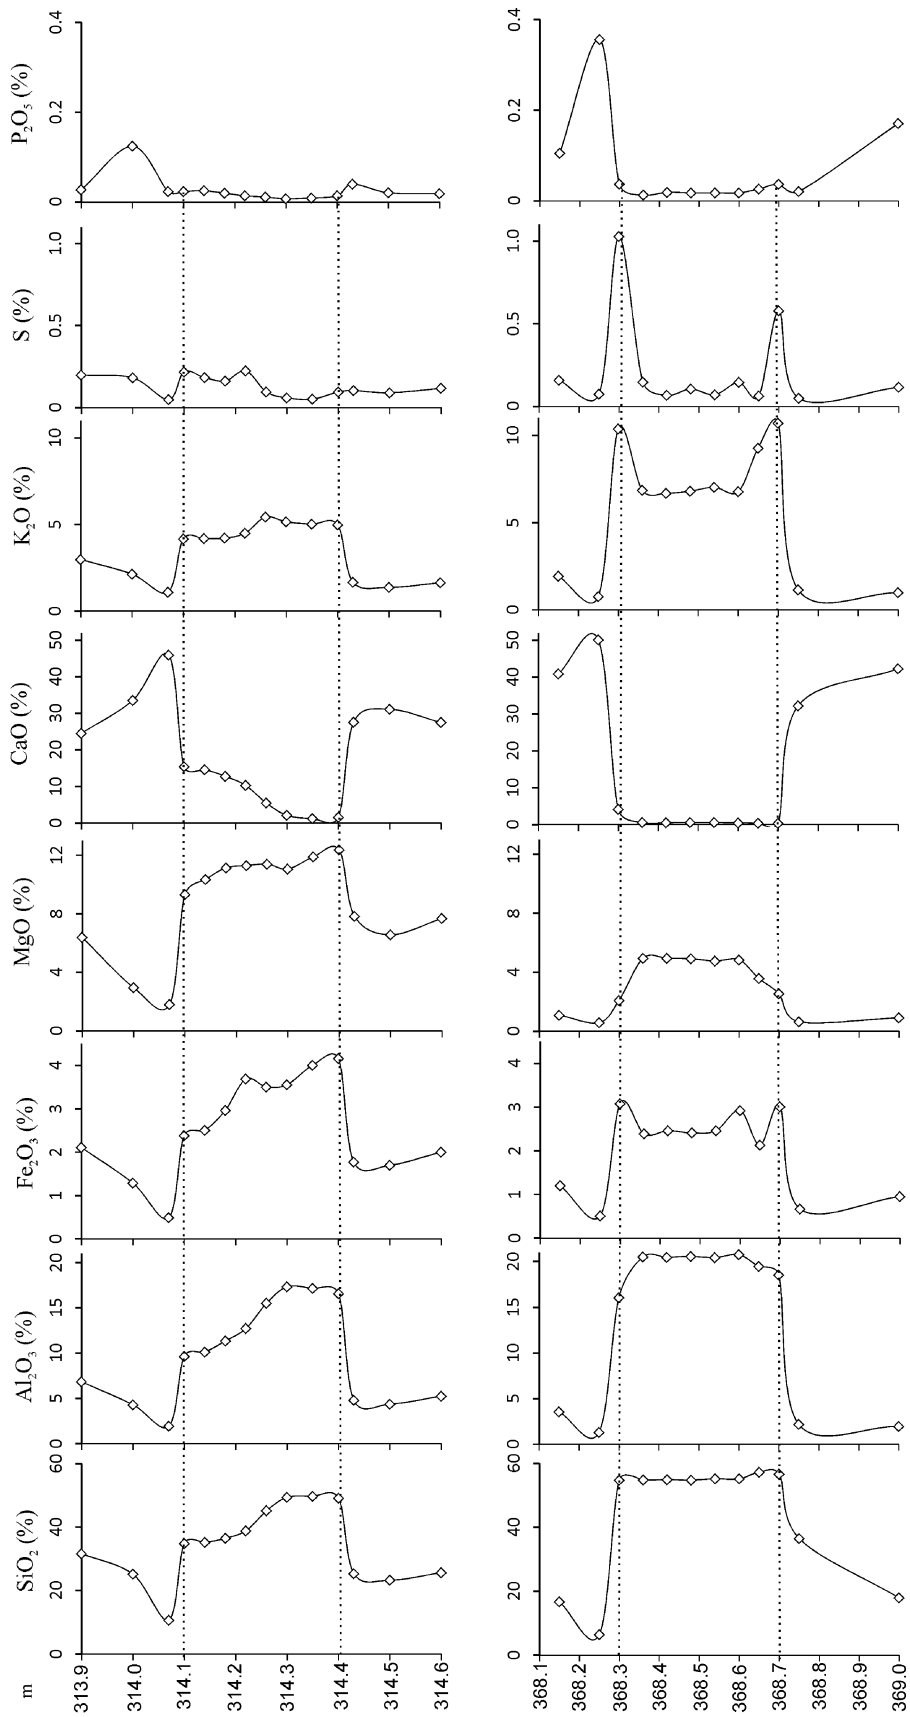 m
SiO₂ (%)
Al₂O₃ (%)
Fe₂O₃ (%)
MgO (%)
CaO (%)
K₂O (%)
S (%)
P₂O₅ (%)
0 20 40 60
0 5 10 15 20
0 1 2 3 4
0 4 8 12
0 10 20 30 40 50
0 5 10
0 0.5 1.0
0 0.2 0.4
313.9
314.0
314.1
314.2
314.3
314.4
314.5
314.6
0 20 40 60
0 5 10 15 20
0 1 2 3 4
0 4 8 12
0 10 20 30 40 50
0 5 10
0 0.5 1.0
0 0.2 0.4
368.1
368.2
368.3
368.4
368.5
368.6
368.7
368.8
368.9
369.0